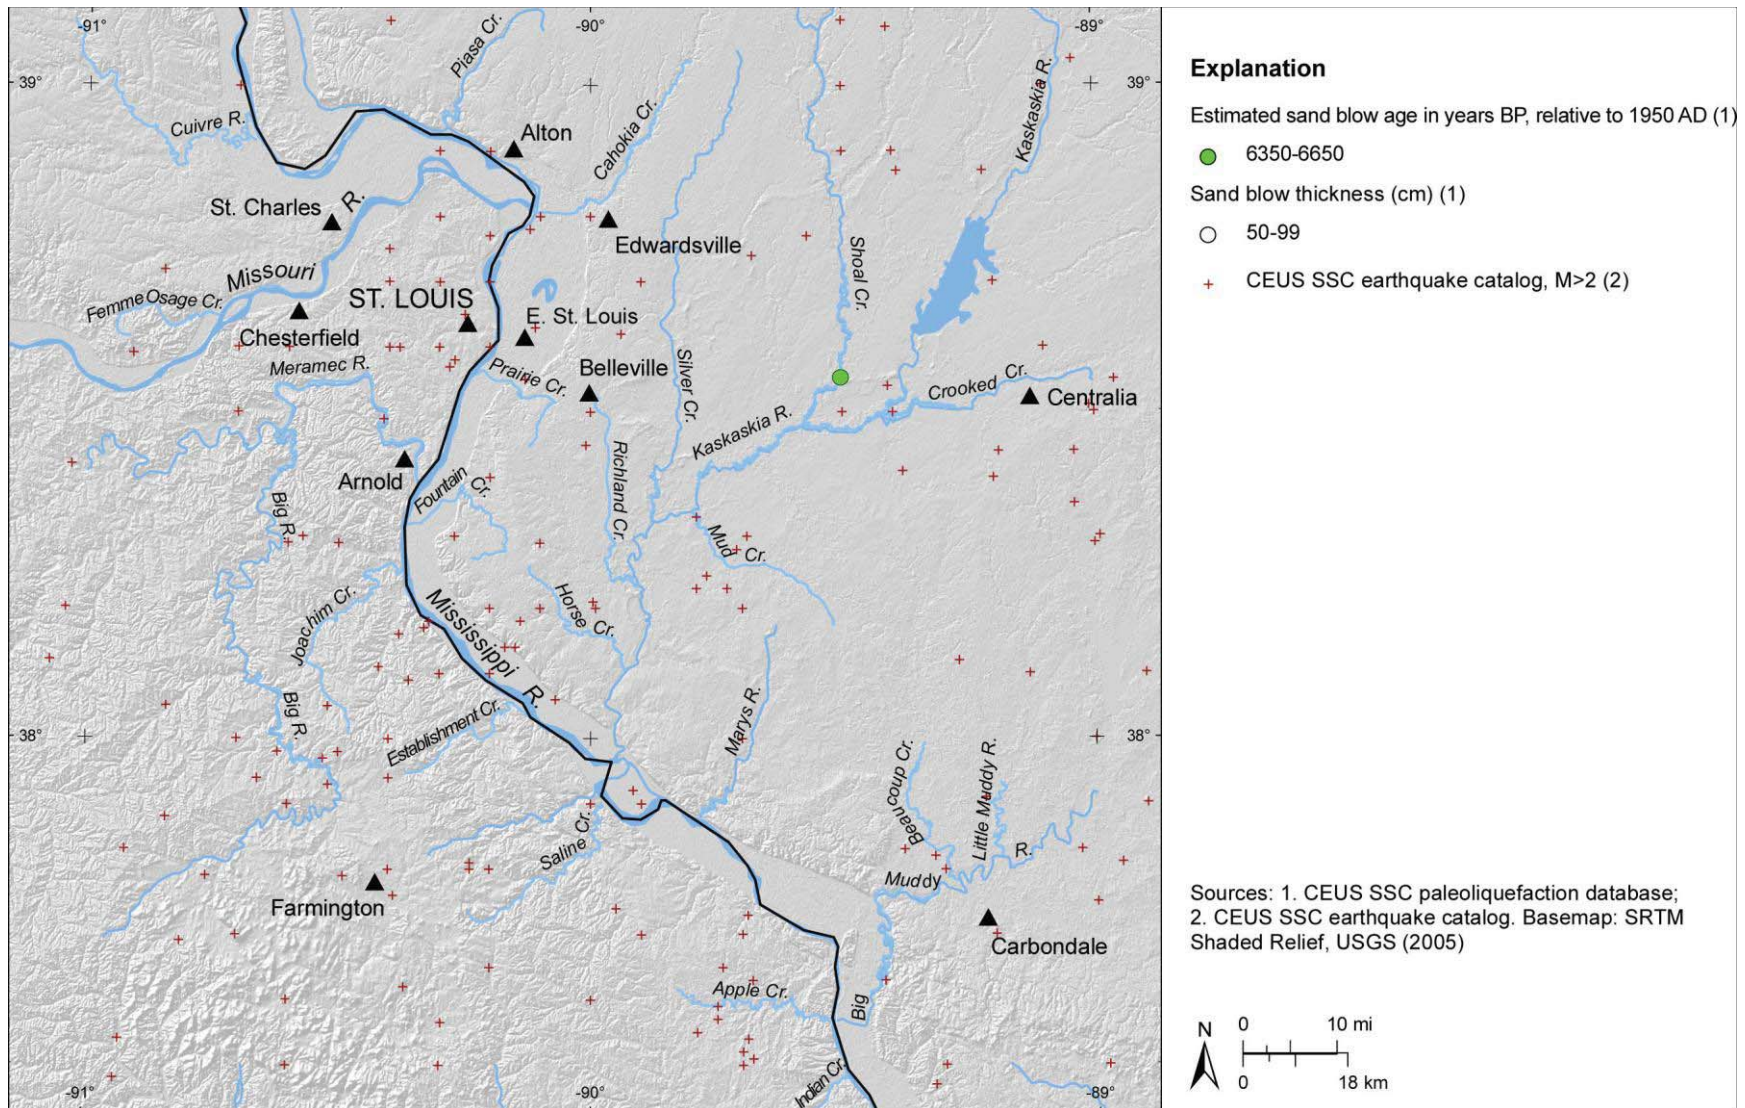 -91°
-90°
-89°
39°
39°
Piasa Cr.
Kaskaskia R.
Cuivre R.
Alton
Cahokia Cr.
St. Charles
Missouri R.
Edwardsville
Shoal Cr.
Femme Osage Cr.
ST. LOUIS
E. St. Louis
Chesterfield
Meramec R.
Prairie Cr.
Belleville
Silver Cr.
Crooked Cr.
Centralia
Kaskaskia R.
Arnold
Fountain Cr.
Richland Cr.
Big R.
Mud Cr.
Joachim Cr.
Mississippi R.
Horse Cr.
Big R.
Establishment Cr.
Marys R.
38°
38°
Beaucoup Cr.
Little Muddy R.
Saline Cr.
Big Muddy R.
Farmington
Carbondale
Apple Cr.
Indian Cr.
-91°
-90°
-89°
Explanation
Estimated sand blow age in years BP, relative to 1950 AD (1)
6350-6650
Sand blow thickness (cm) (1)
50-99
CEUS SSC earthquake catalog, M>2 (2)
Sources: 1. CEUS SSC paleoliquefaction database;
2. CEUS SSC earthquake catalog. Basemap: SRTM
Shaded Relief, USGS (2005)
N
0 10 mi
0 18 km